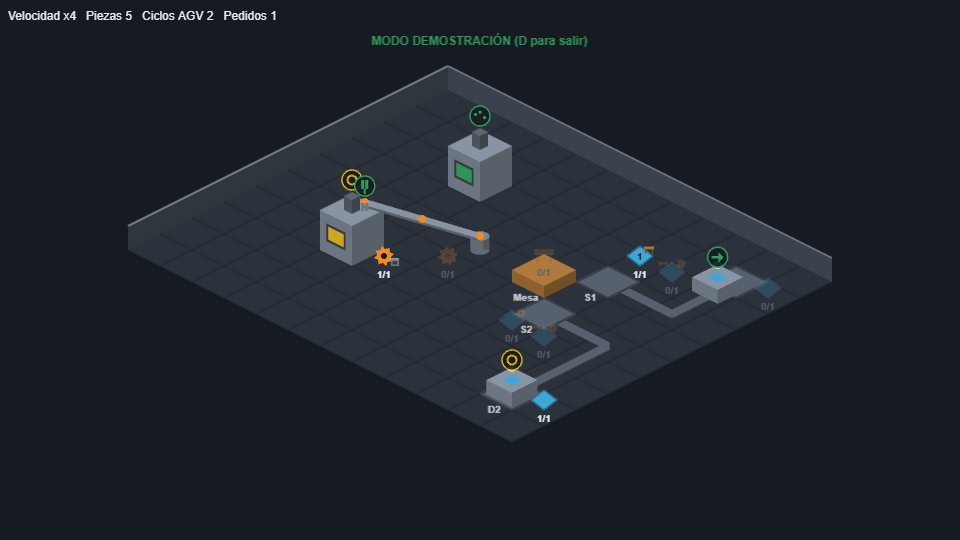 Velocidad x4 Piezas 5 Ciclos AGV 2 Pedidos 1
MODO DEMOSTRACIÓN (D para salir)
1/1
0/1
0/1
1
1/1
0/1
0/1
Mesa
S1
S2
0/1
0/1
D2
1/1